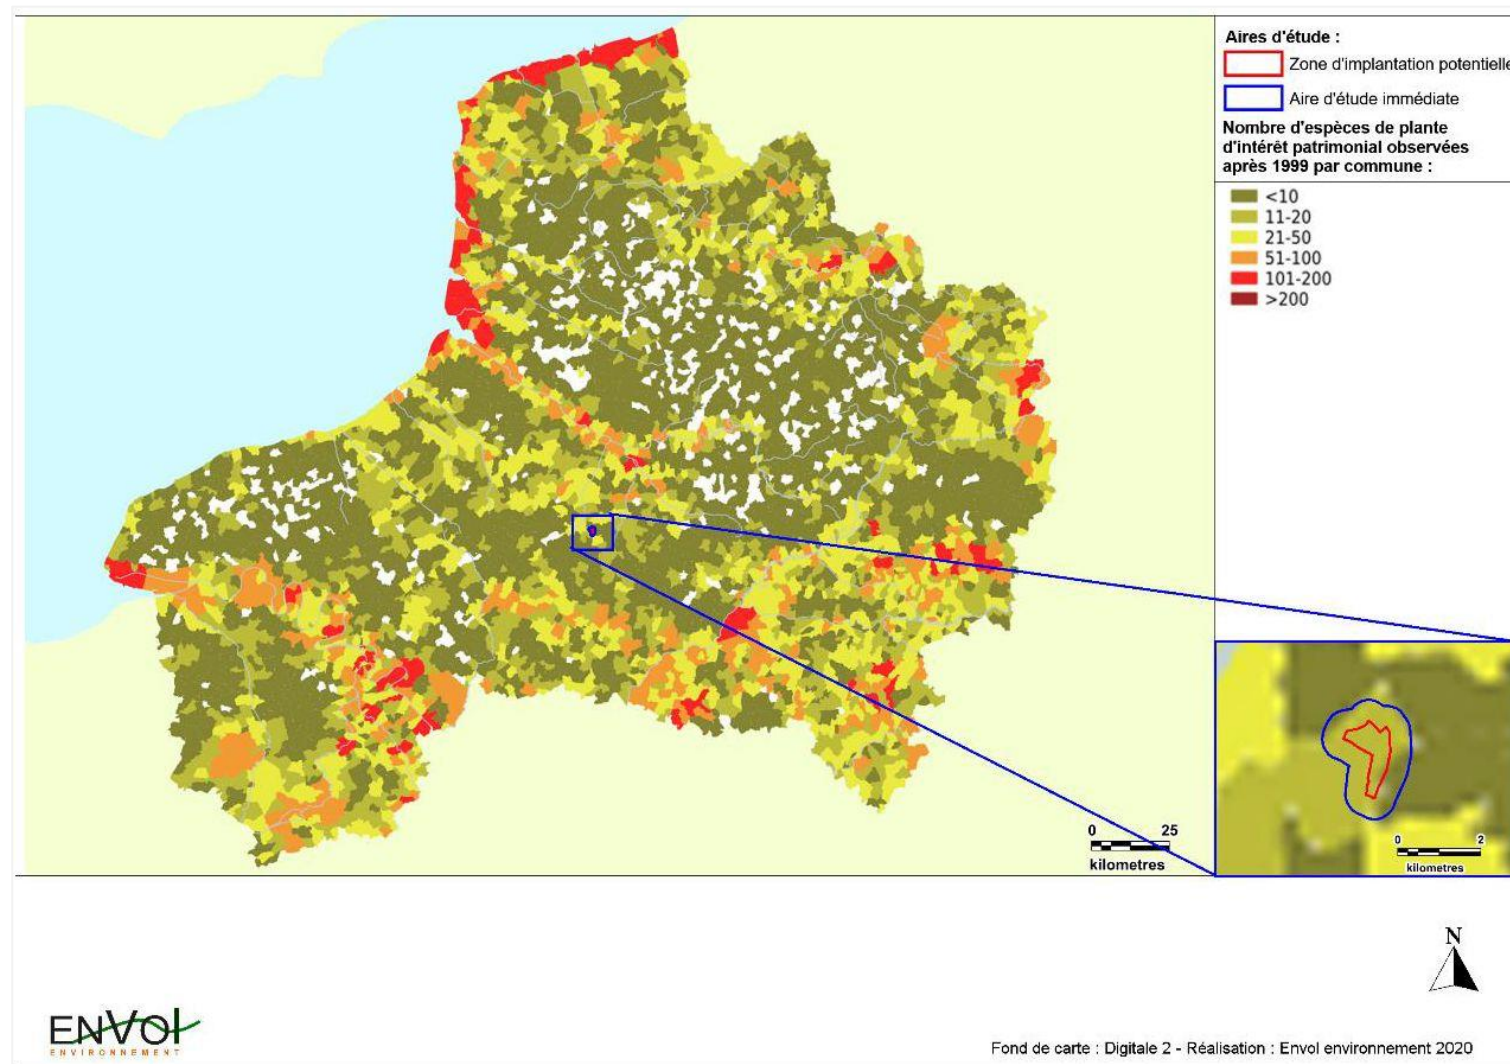 Aires d'étude :
Zone d'implantation potentielle
Aire d'étude immédiate
Nombre d'espèces de plante
d'intérêt patrimonial observées
après 1999 par commune :
<10
11-20
21-50
51-100
101-200
>200
0 25
kilometres
0 2
kilometres
N
ENVOl
ENVIRONNEMENT
Fond de carte : Digitale 2 - Réalisation : Envol environnement 2020